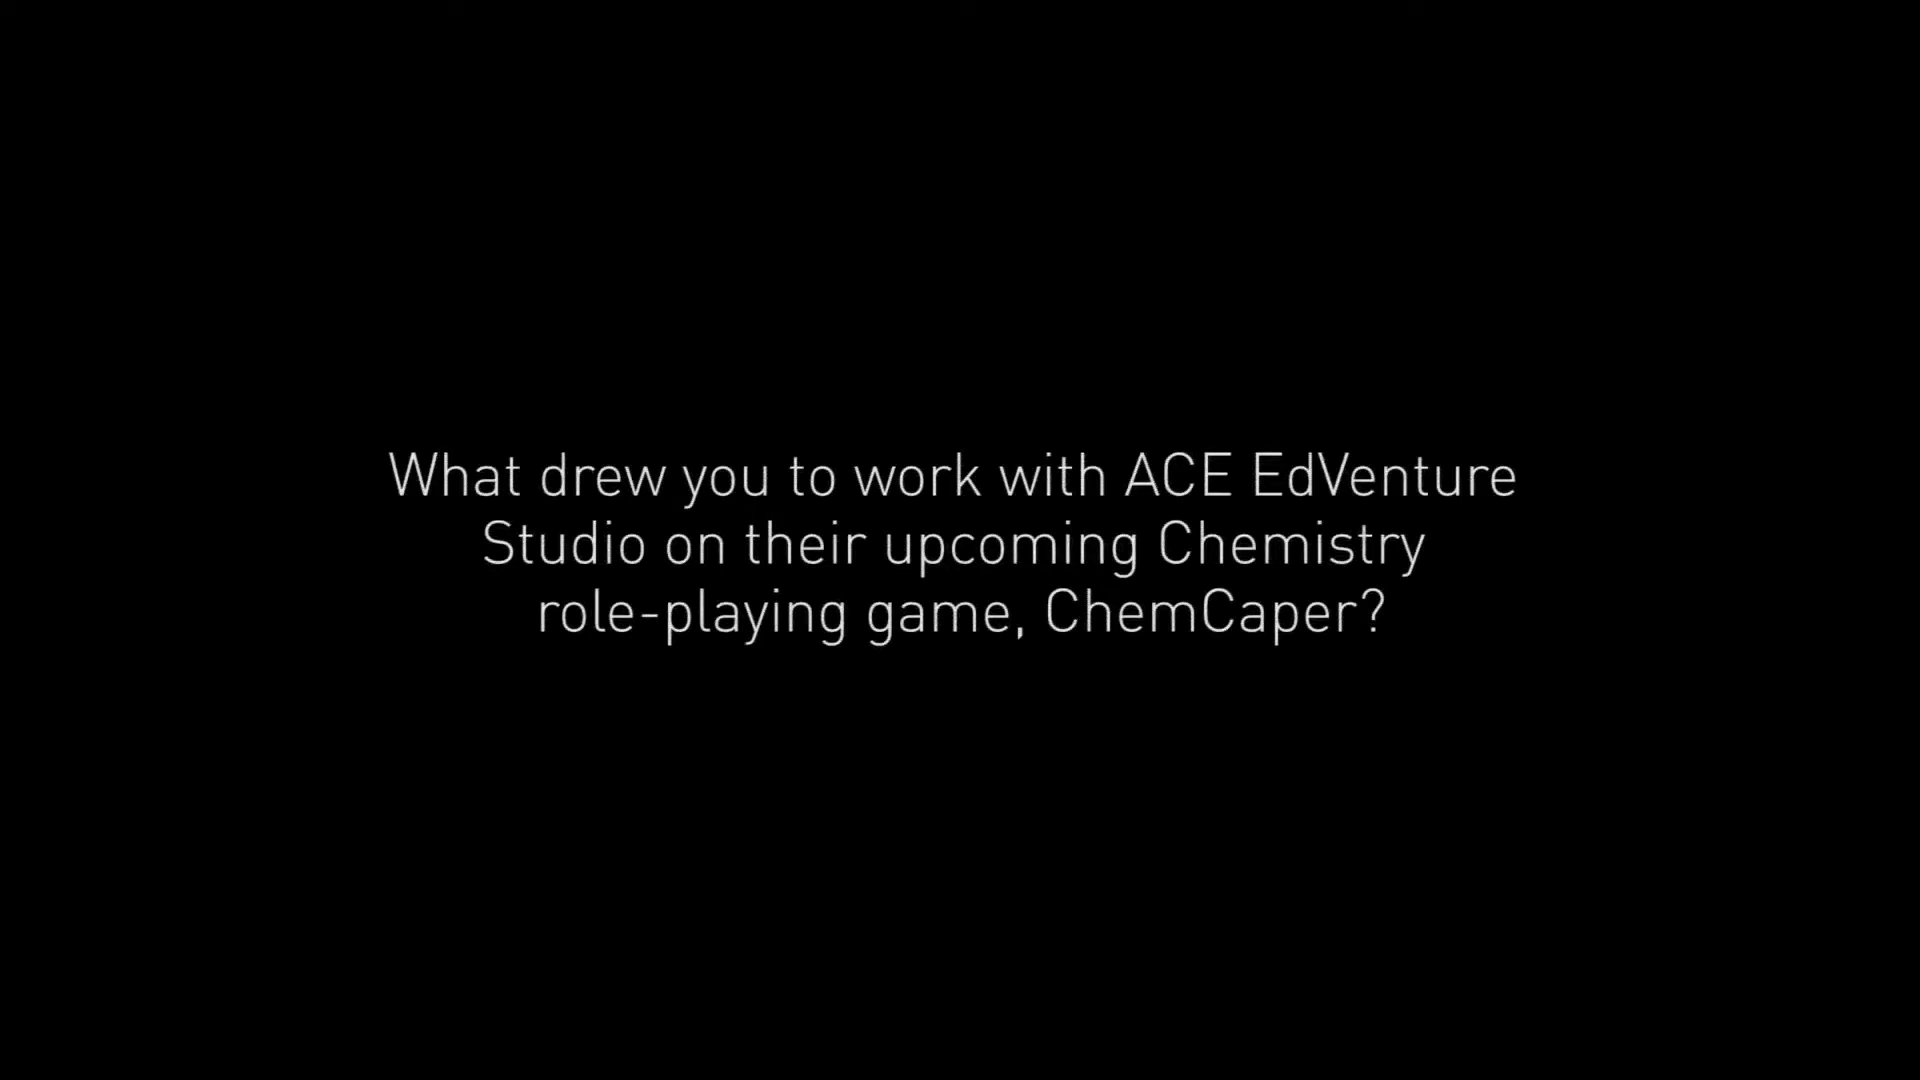 What drew you to work with ACE EdVenture
Studio on their upcoming Chemistry
role-playing game, ChemCaper?